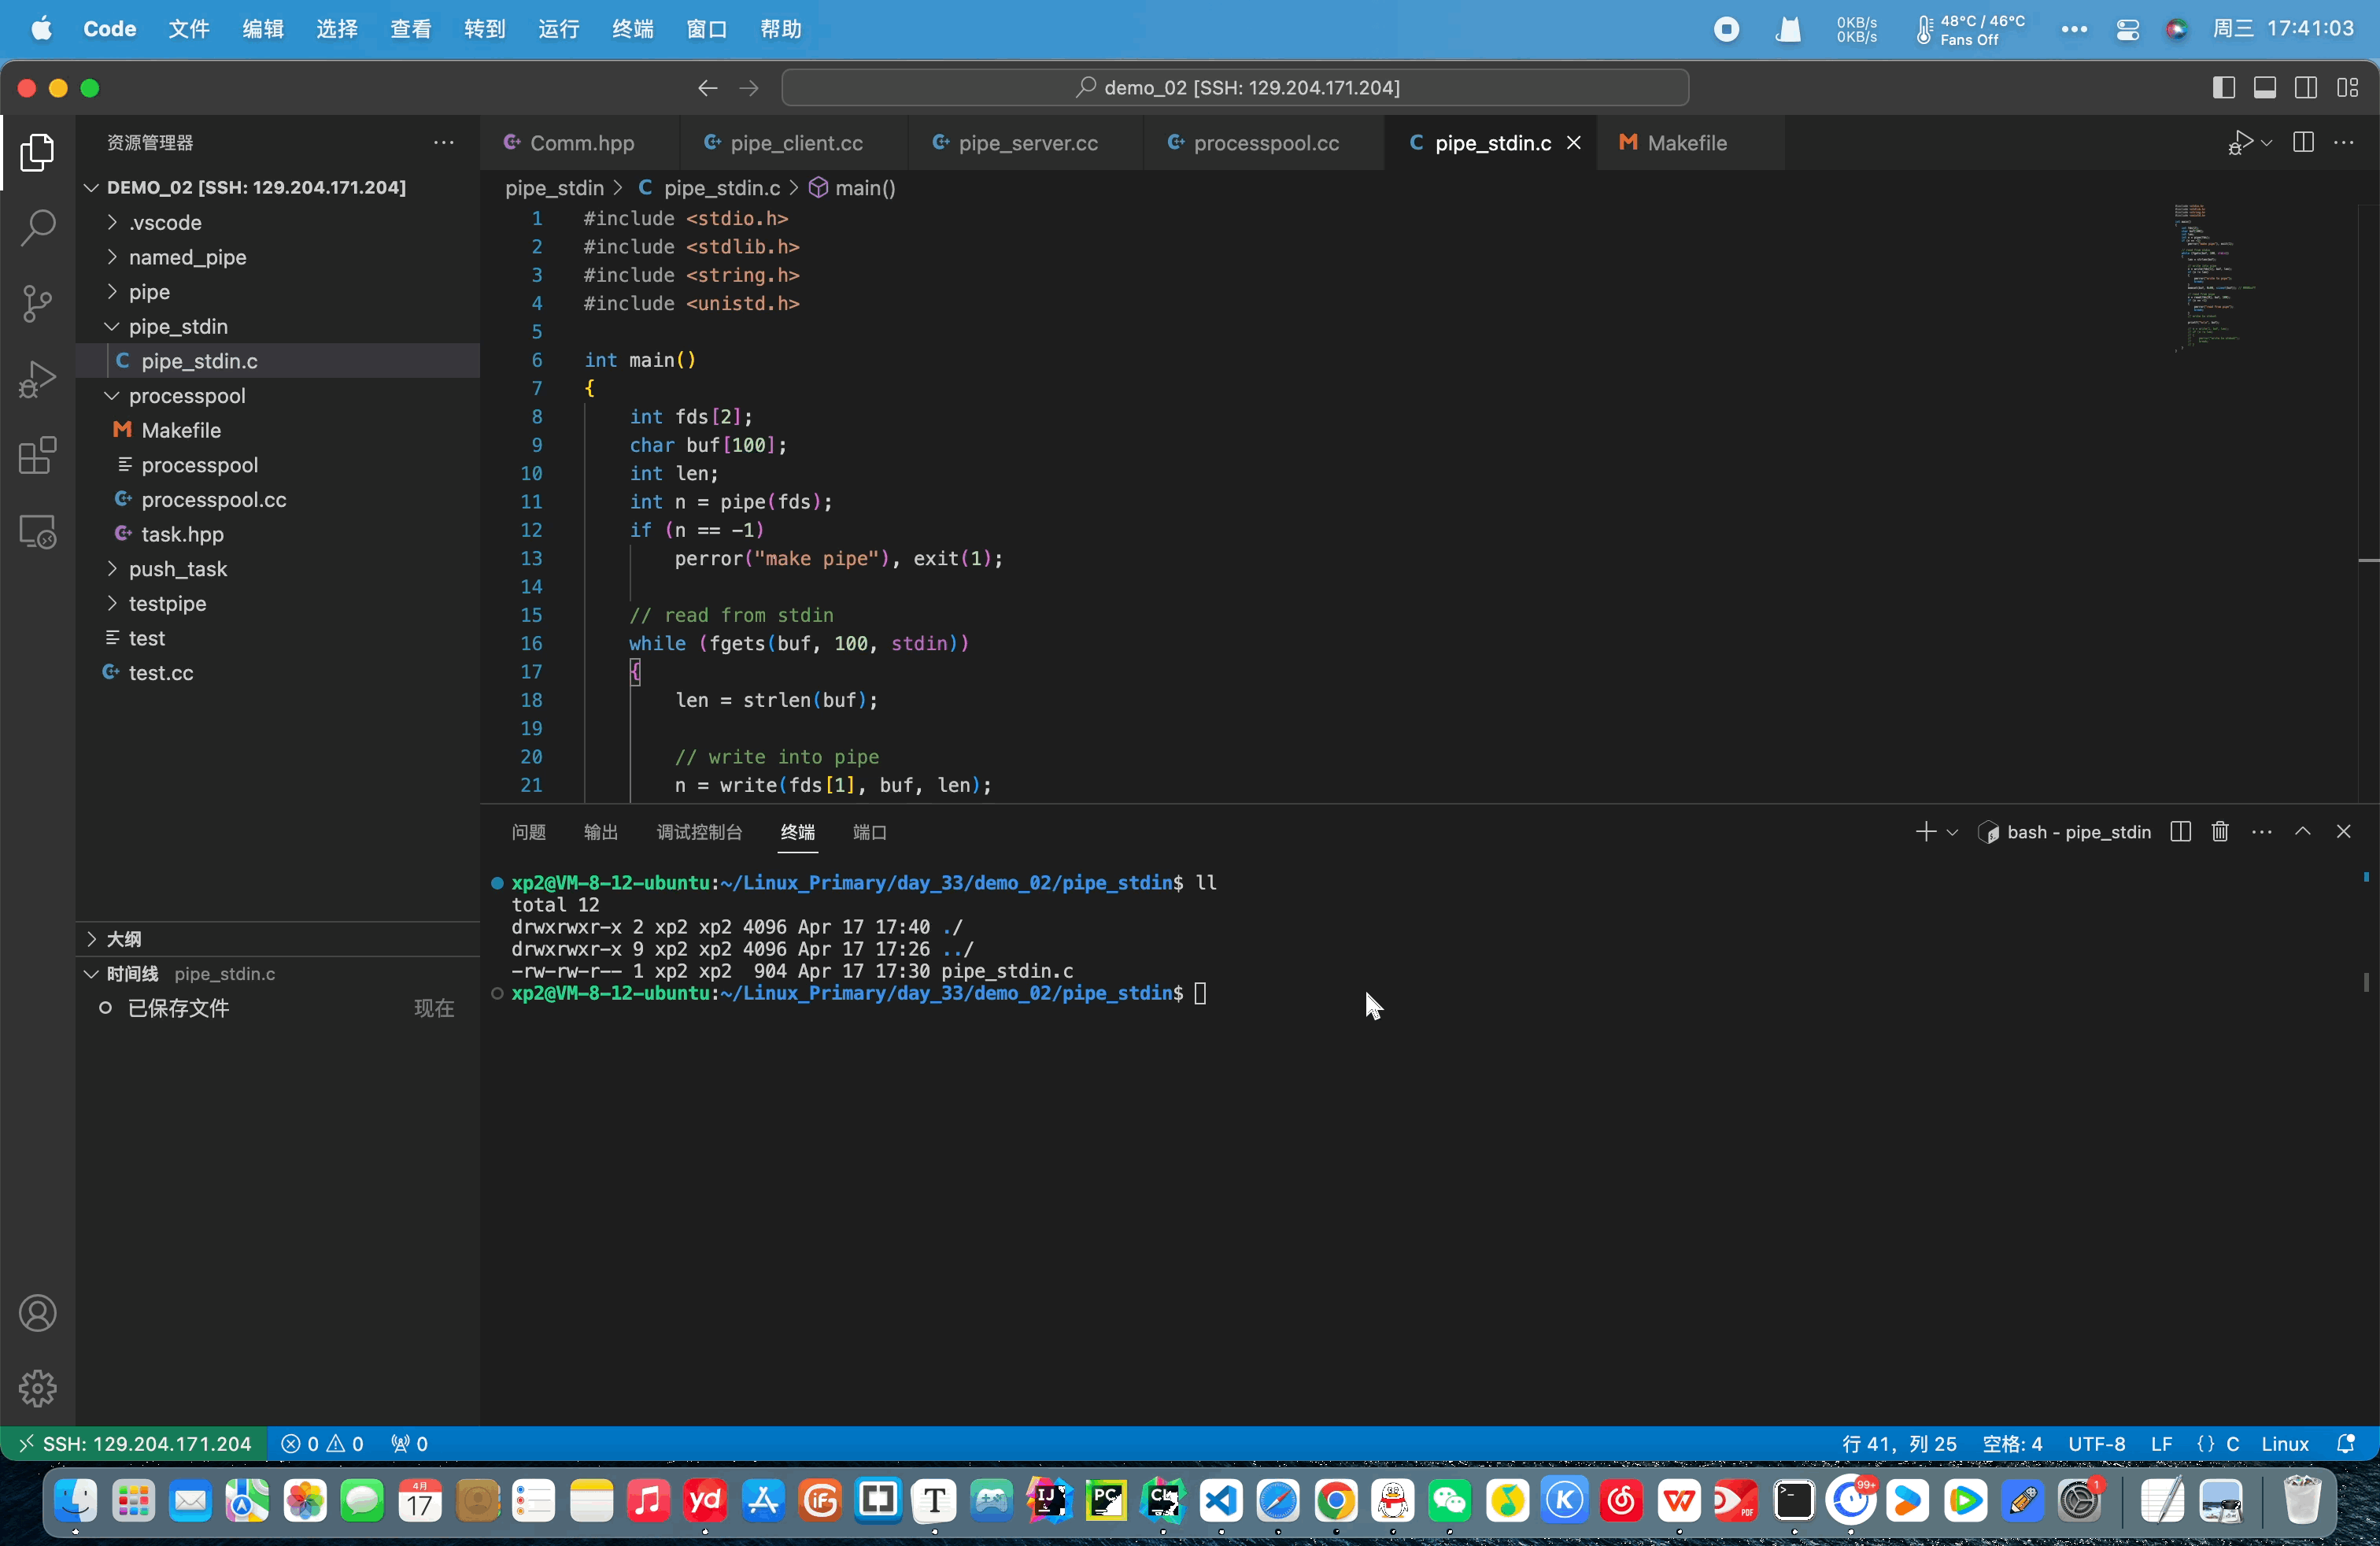 Code 文件 编辑 选择 查看 转到 运行 终端 窗口 帮助
0KB/s
0KB/s
48°C / 46°C
Fans Off
周三 17:41:03
demo_02 [SSH: 129.204.171.204]
资源管理器
DEMO_02 [SSH: 129.204.171.204]
.vscode
named_pipe
pipe
pipe_stdin
C pipe_stdin.c
processpool
M Makefile
processpool
processpool.cc
task.hpp
push_task
testpipe
test
test.cc
大纲
时间线 pipe_stdin.c
已保存文件 现在
Comm.hpp pipe_client.cc pipe_server.cc processpool.cc C pipe_stdin.c M Makefile
pipe_stdin > C pipe_stdin.c > main()
1 #include <stdio.h>
2 #include <stdlib.h>
3 #include <string.h>
4 #include <unistd.h>
5
6 int main()
7 {
8 int fds[2];
9 char buf[100];
10 int len;
11 int n = pipe(fds);
12 if (n == -1)
13 perror("make pipe"), exit(1);
14
15 // read from stdin
16 while (fgets(buf, 100, stdin))
17 {
18 len = strlen(buf);
19
20 // write into pipe
21 n = write(fds[1], buf, len);
问题 输出 调试控制台 终端 端口
bash - pipe_stdin
xp2@VM-8-12-ubuntu:~/Linux_Primary/day_33/demo_02/pipe_stdin$ ll
total 12
drwxrwxr-x 2 xp2 xp2 4096 Apr 17 17:40 ./
drwxrwxr-x 9 xp2 xp2 4096 Apr 17 17:26 ../
-rw-rw-r-- 1 xp2 xp2  904 Apr 17 17:30 pipe_stdin.c
xp2@VM-8-12-ubuntu:~/Linux_Primary/day_33/demo_02/pipe_stdin$
SSH: 129.204.171.204 0 0 0
行 41，列 25 空格: 4 UTF-8 LF {} C Linux
4月
17
yd
GIF
T
IJ
PC
CL
K
PDF
99+
1